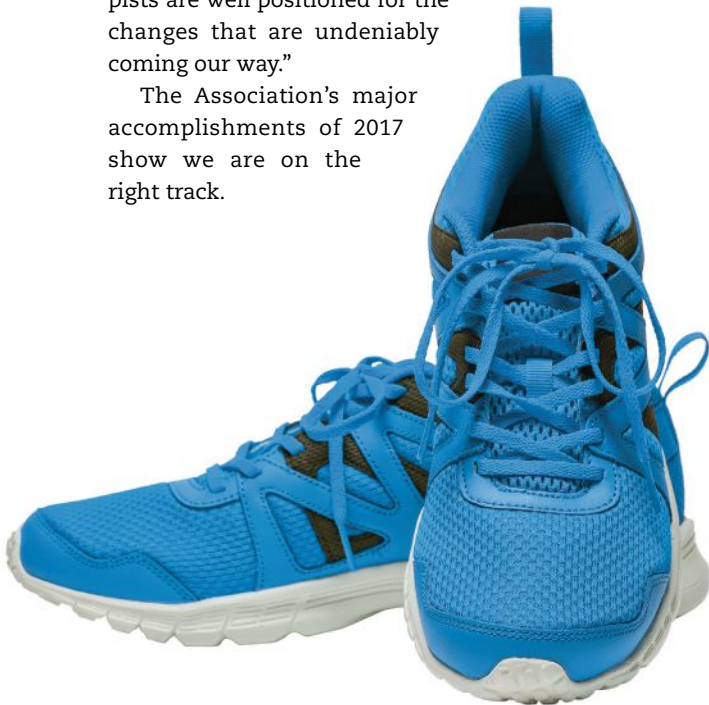 pists are well positioned for the
changes that are undeniably
coming our way.”
The Association’s major
accomplishments of 2017
show we are on the
right track.